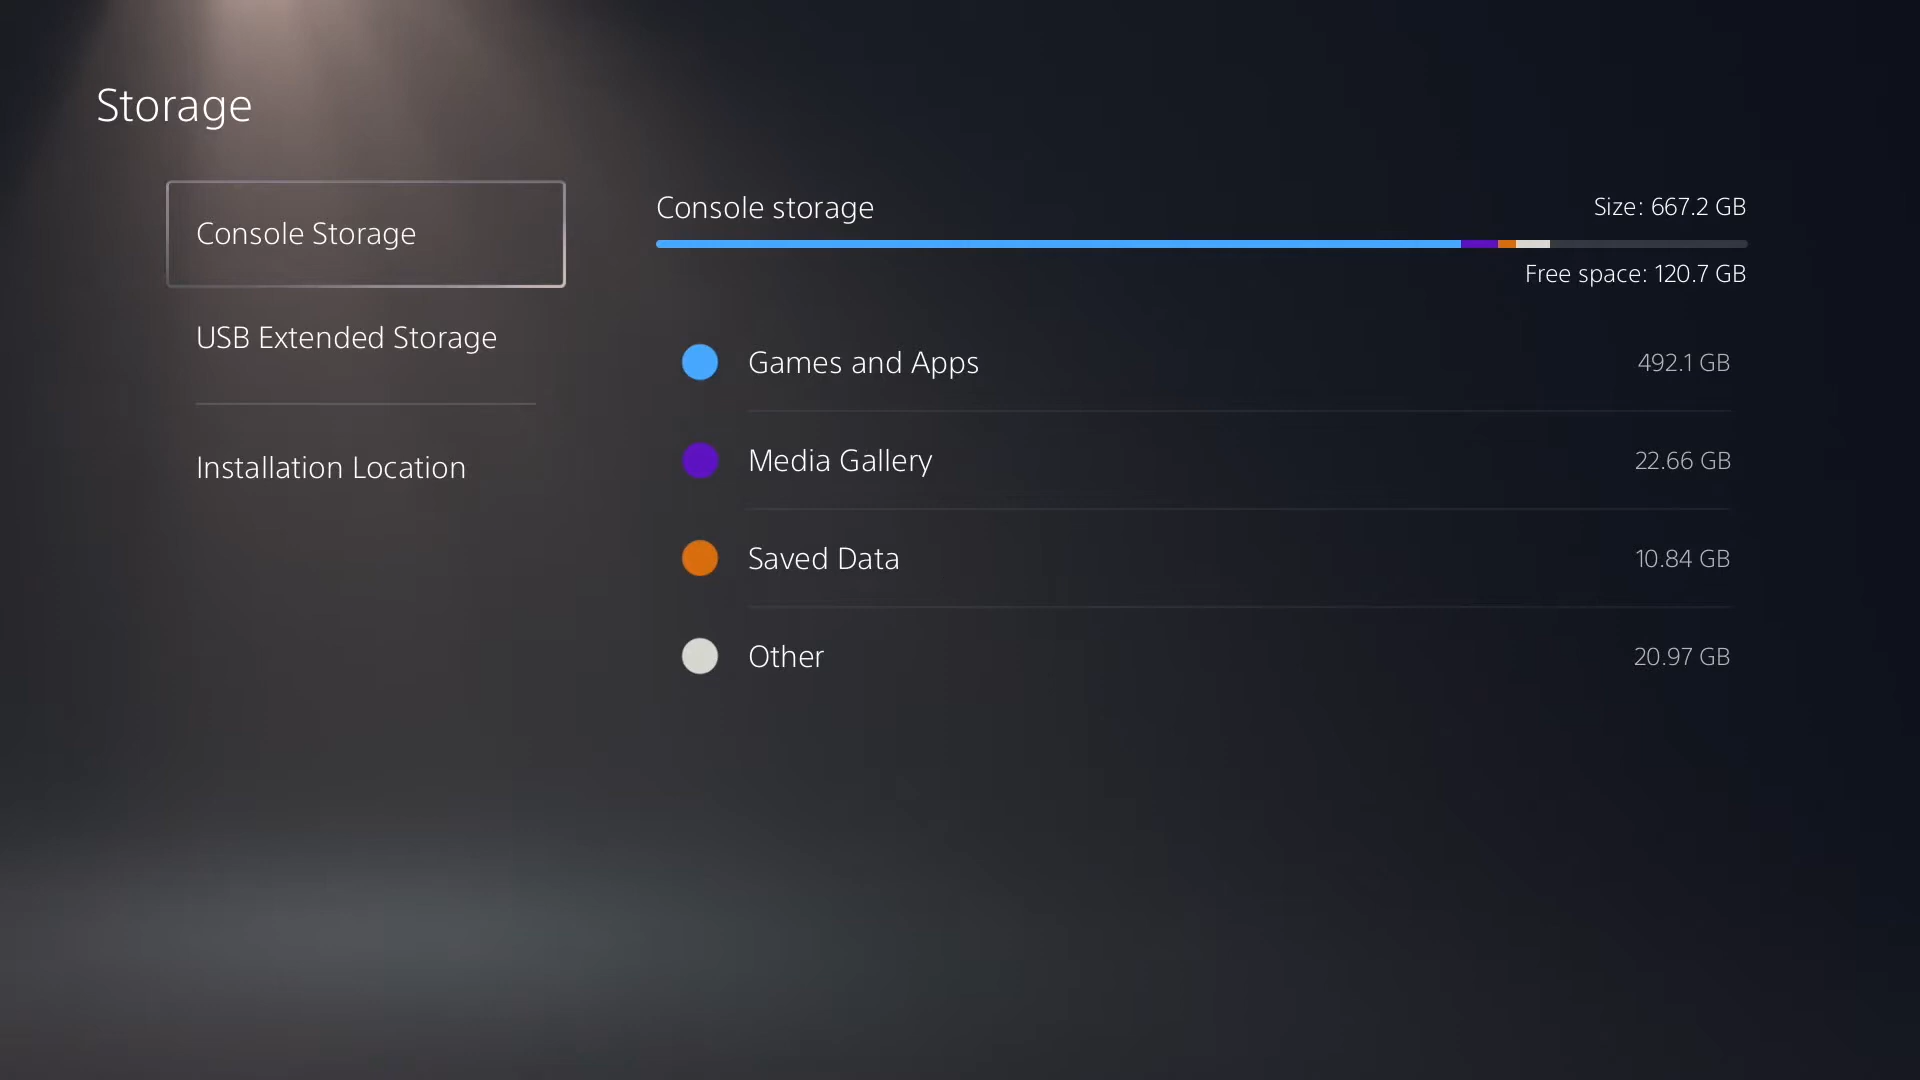 Storage
Console Storage
USB Extended Storage
Installation Location
Console storage
Size: 667.2 GB
Free space: 120.7 GB
Games and Apps 492.1 GB
Media Gallery 22.66 GB
Saved Data 10.84 GB
Other 20.97 GB